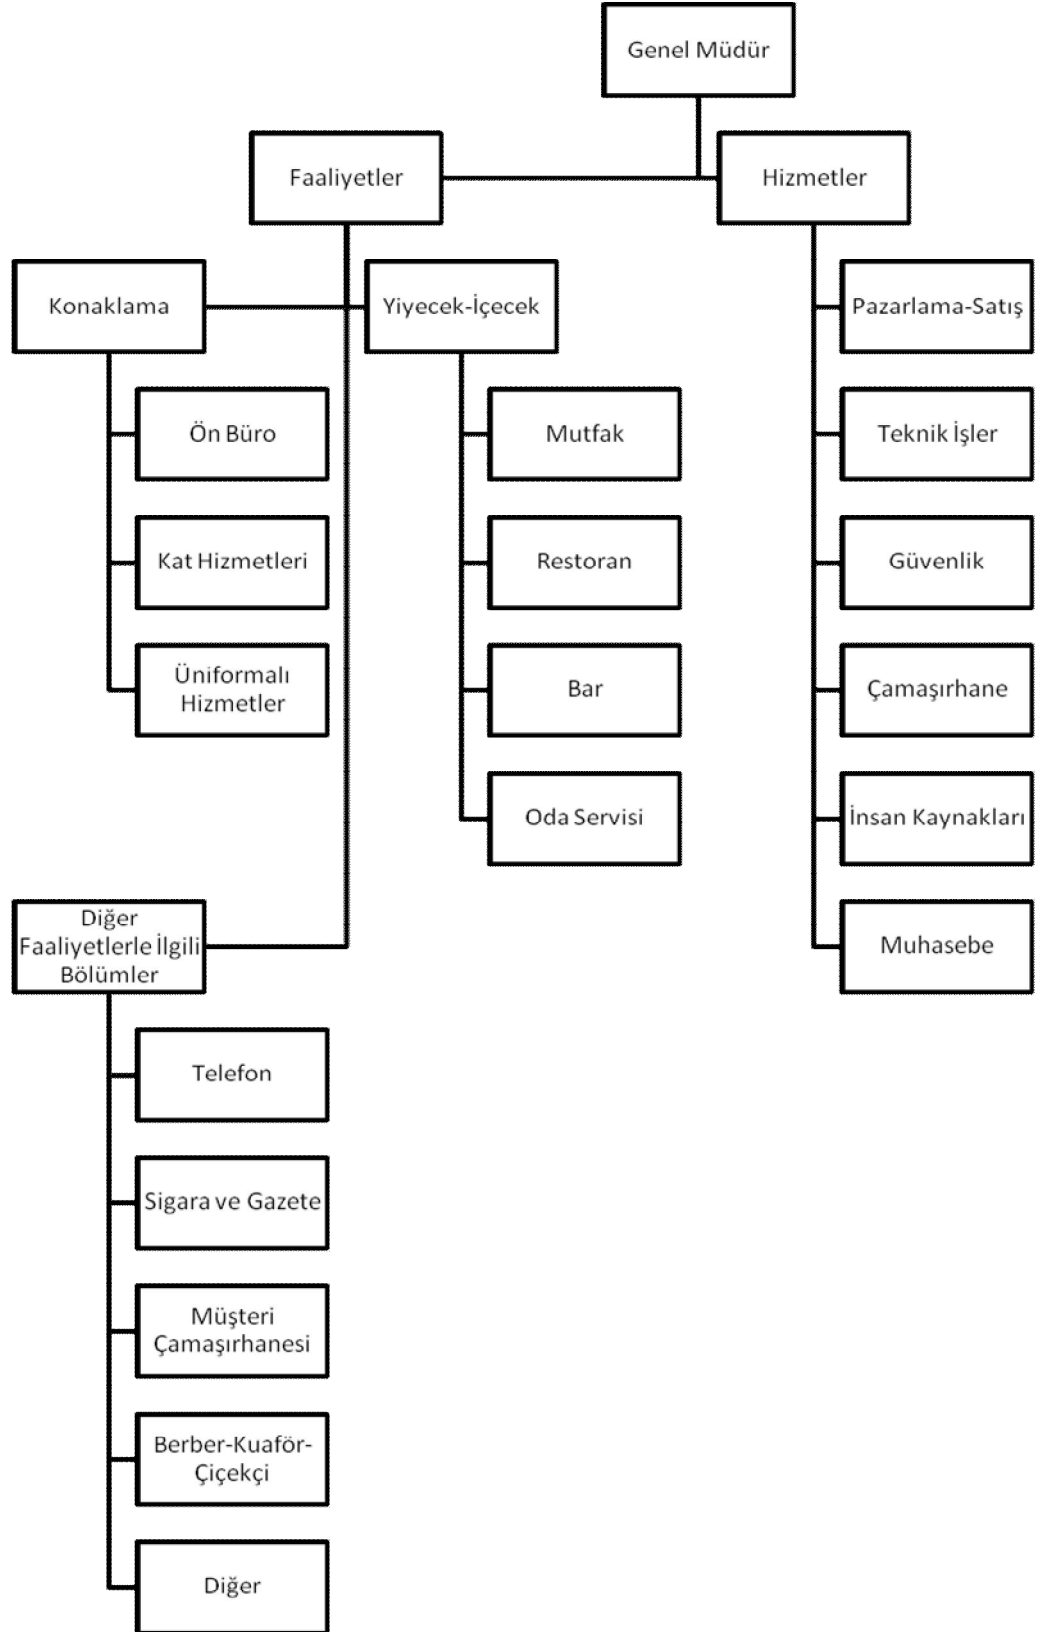 Genel Müdür
Faaliyetler
Hizmetler
Konaklama
Yiyecek-İçecek
Pazarlama-Satış
Ön Büro
Mutfak
Teknik İşler
Kat Hizmetleri
Restoran
Güvenlik
Üniformalı
Hizmetler
Bar
Çamaşırhane
Oda Servisi
İnsan Kaynakları
Diğer
Faaliyetlerle İlgili
Bölümler
Muhasebe
Telefon
Sigara ve Gazete
Müşteri
Çamaşırhanesi
Berber-Kuaför-
Çiçekçi
Diğer